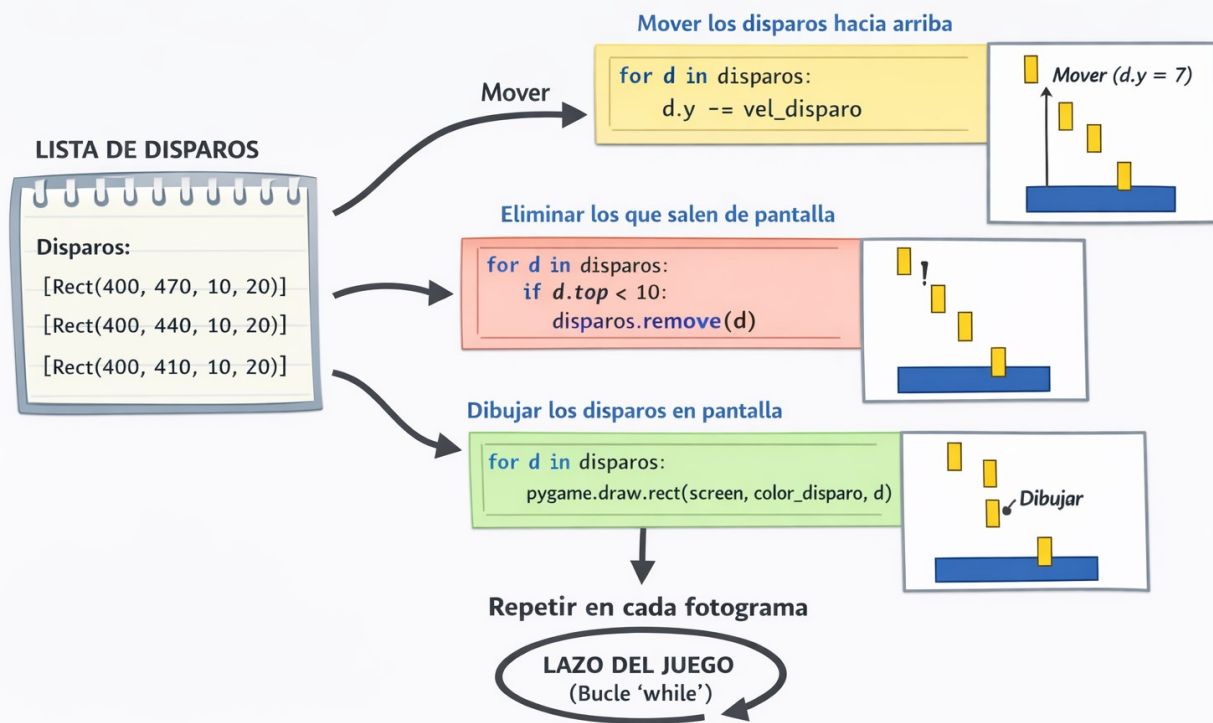 Mover los disparos hacia arriba
for d in disparos:
d.y -= vel_disparo
Mover (d.y = 7)
Mover
LISTA DE DISPAROS
Disparos:
[Rect(400, 470, 10, 20)]
[Rect(400, 440, 10, 20)]
[Rect(400, 410, 10, 20)]
Eliminar los que salen de pantalla
for d in disparos:
if d.top < 10:
disparos.remove(d)
!
Dibujar los disparos en pantalla
for d in disparos:
pygame.draw.rect(screen, color_disparo, d)
Dibujar
Repetir en cada fotograma
LAZO DEL JUEGO
(Bucle ‘while’)